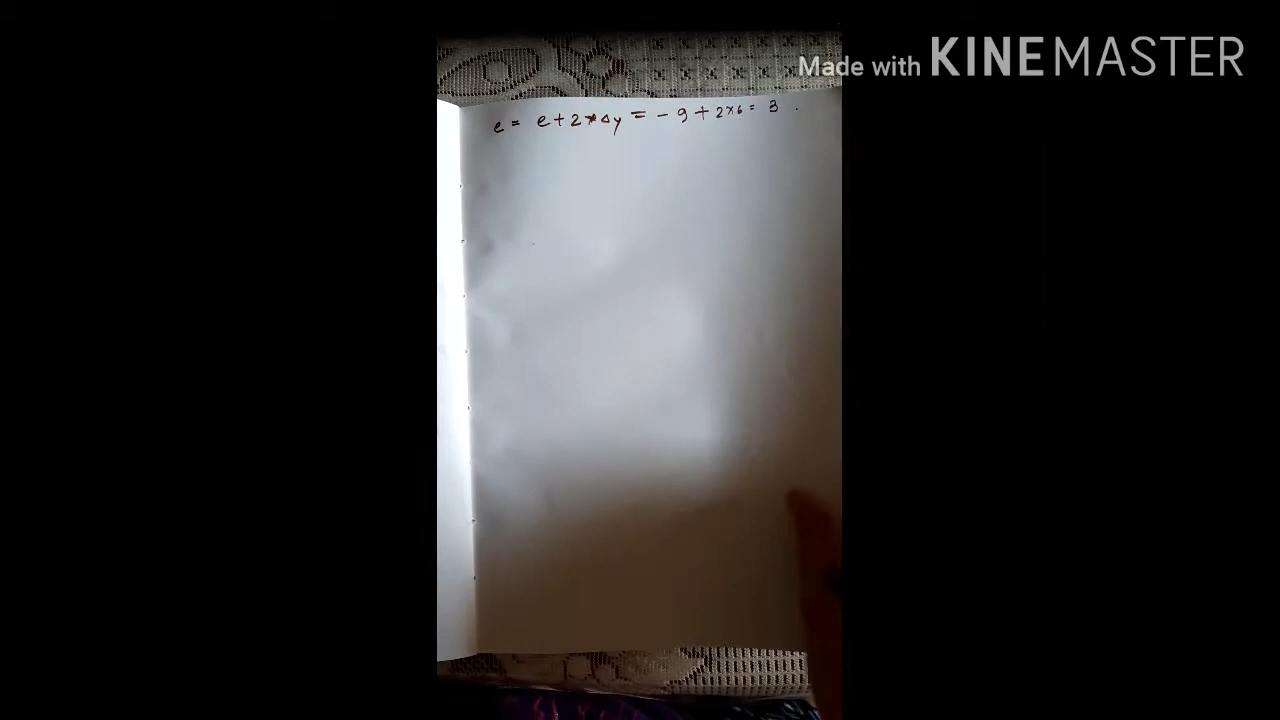 Made with KINEMASTER
e = e + 2 * Δy = - 9 + 2 × 6 = 3 .